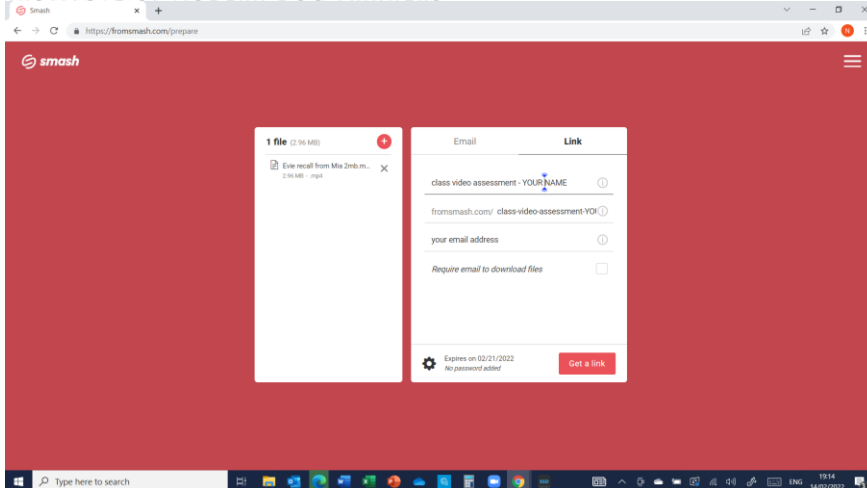 Smash
https://fromsmash.com/prepare
N
smash
1 file (2.96 MB)
Evie recall from Mia 2mb.m...
2.96 MB - .mp4
Email Link
class video assessment - YOUR NAME
fromsmash.com/ class-video-assessment-YOU
your email address
Require email to download files
Expires on 02/21/2022
No password added
Get a link
Type here to search
ENG
19:14
14/02/2022